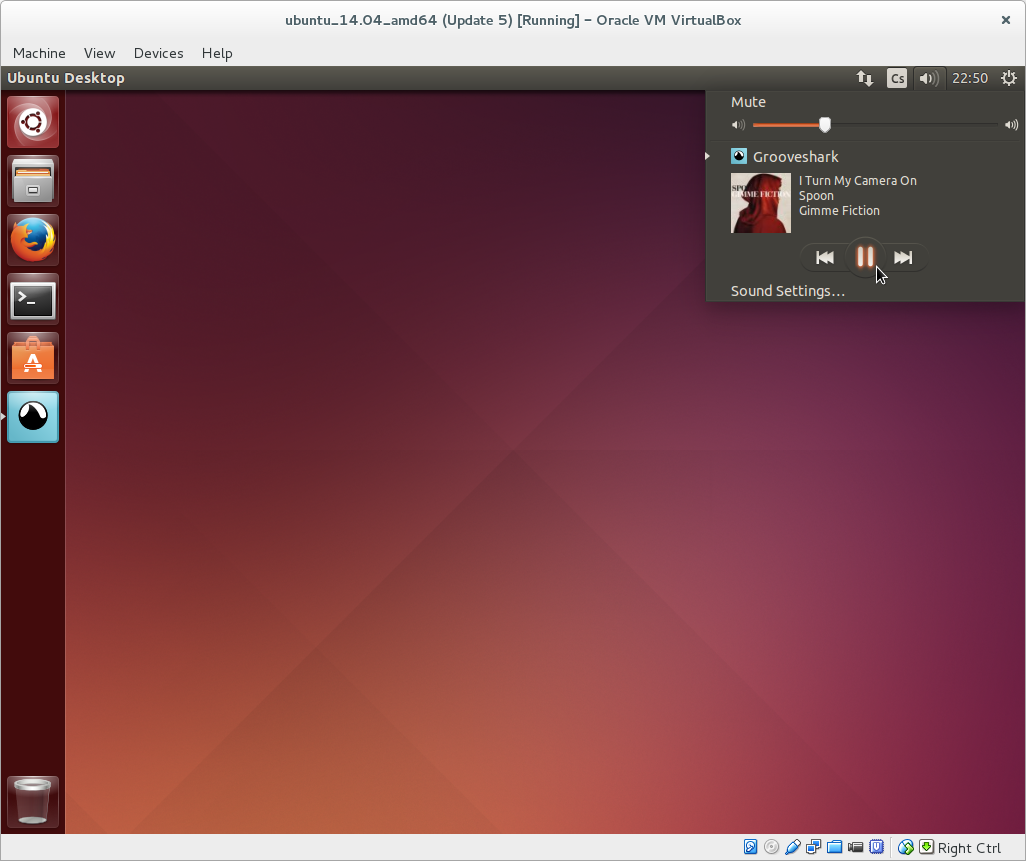 ubuntu_14.04_amd64 (Update 5) [Running] – Oracle VM VirtualBox
Machine View Devices Help
Ubuntu Desktop
Cs
22:50
Mute
Grooveshark
SPO
GIMME FICTION
I Turn My Camera On
Spoon
Gimme Fiction
Sound Settings...
Right Ctrl